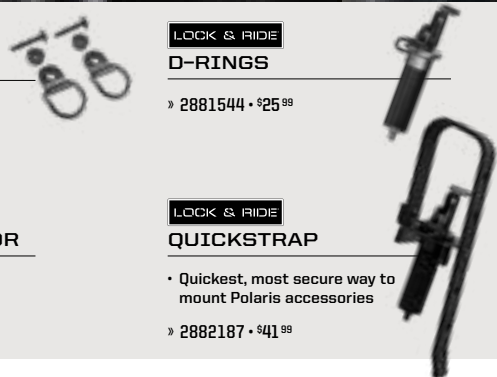 LOCK & RIDE
D-RINGS
» 2881544 • $25 99
OR
LOCK & RIDE
QUICKSTRAP
• Quickest, most secure way to
mount Polaris accessories
» 2882187 • $41 99